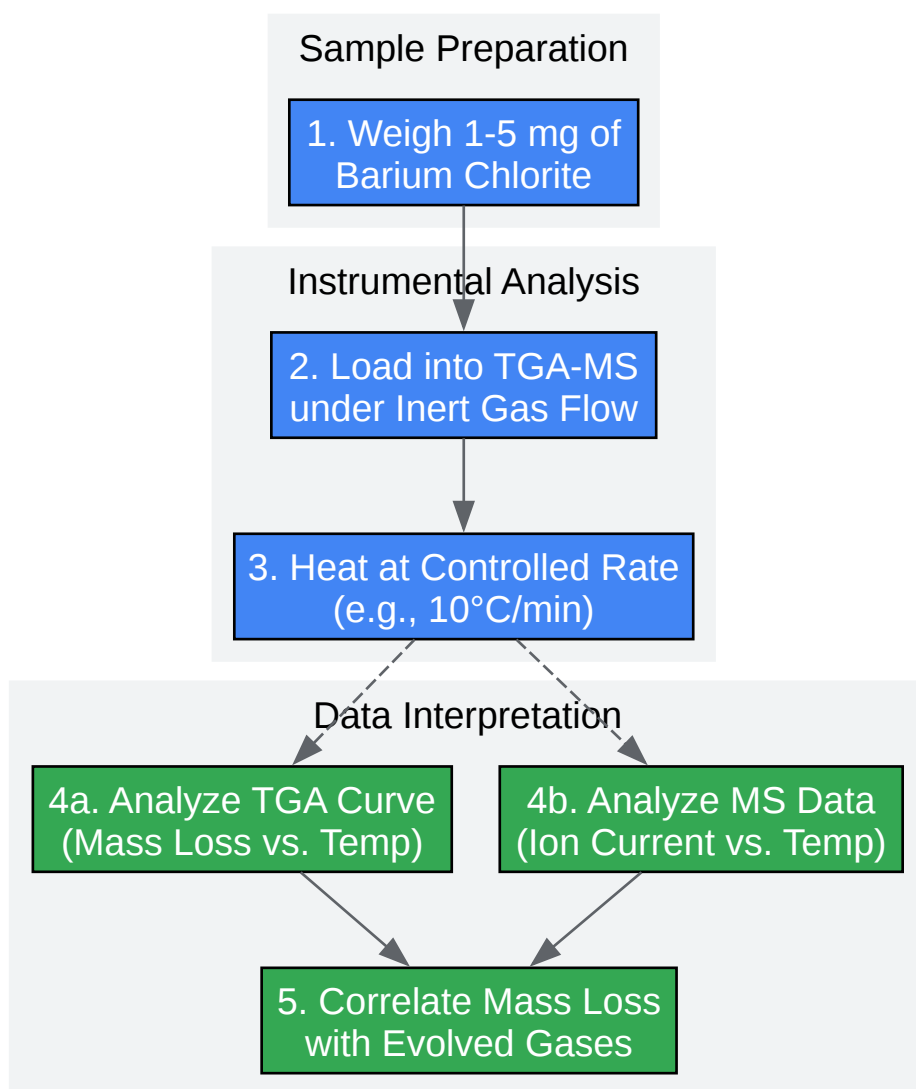 Sample Preparation
1. Weigh 1-5 mg of
Barium Chlorite
Instrumental Analysis
2. Load into TGA-MS
under Inert Gas Flow
3. Heat at Controlled Rate
(e.g., 10°C/min)
Data Interpretation
4a. Analyze TGA Curve
(Mass Loss vs. Temp)
4b. Analyze MS Data
(Ion Current vs. Temp)
5. Correlate Mass Loss
with Evolved Gases